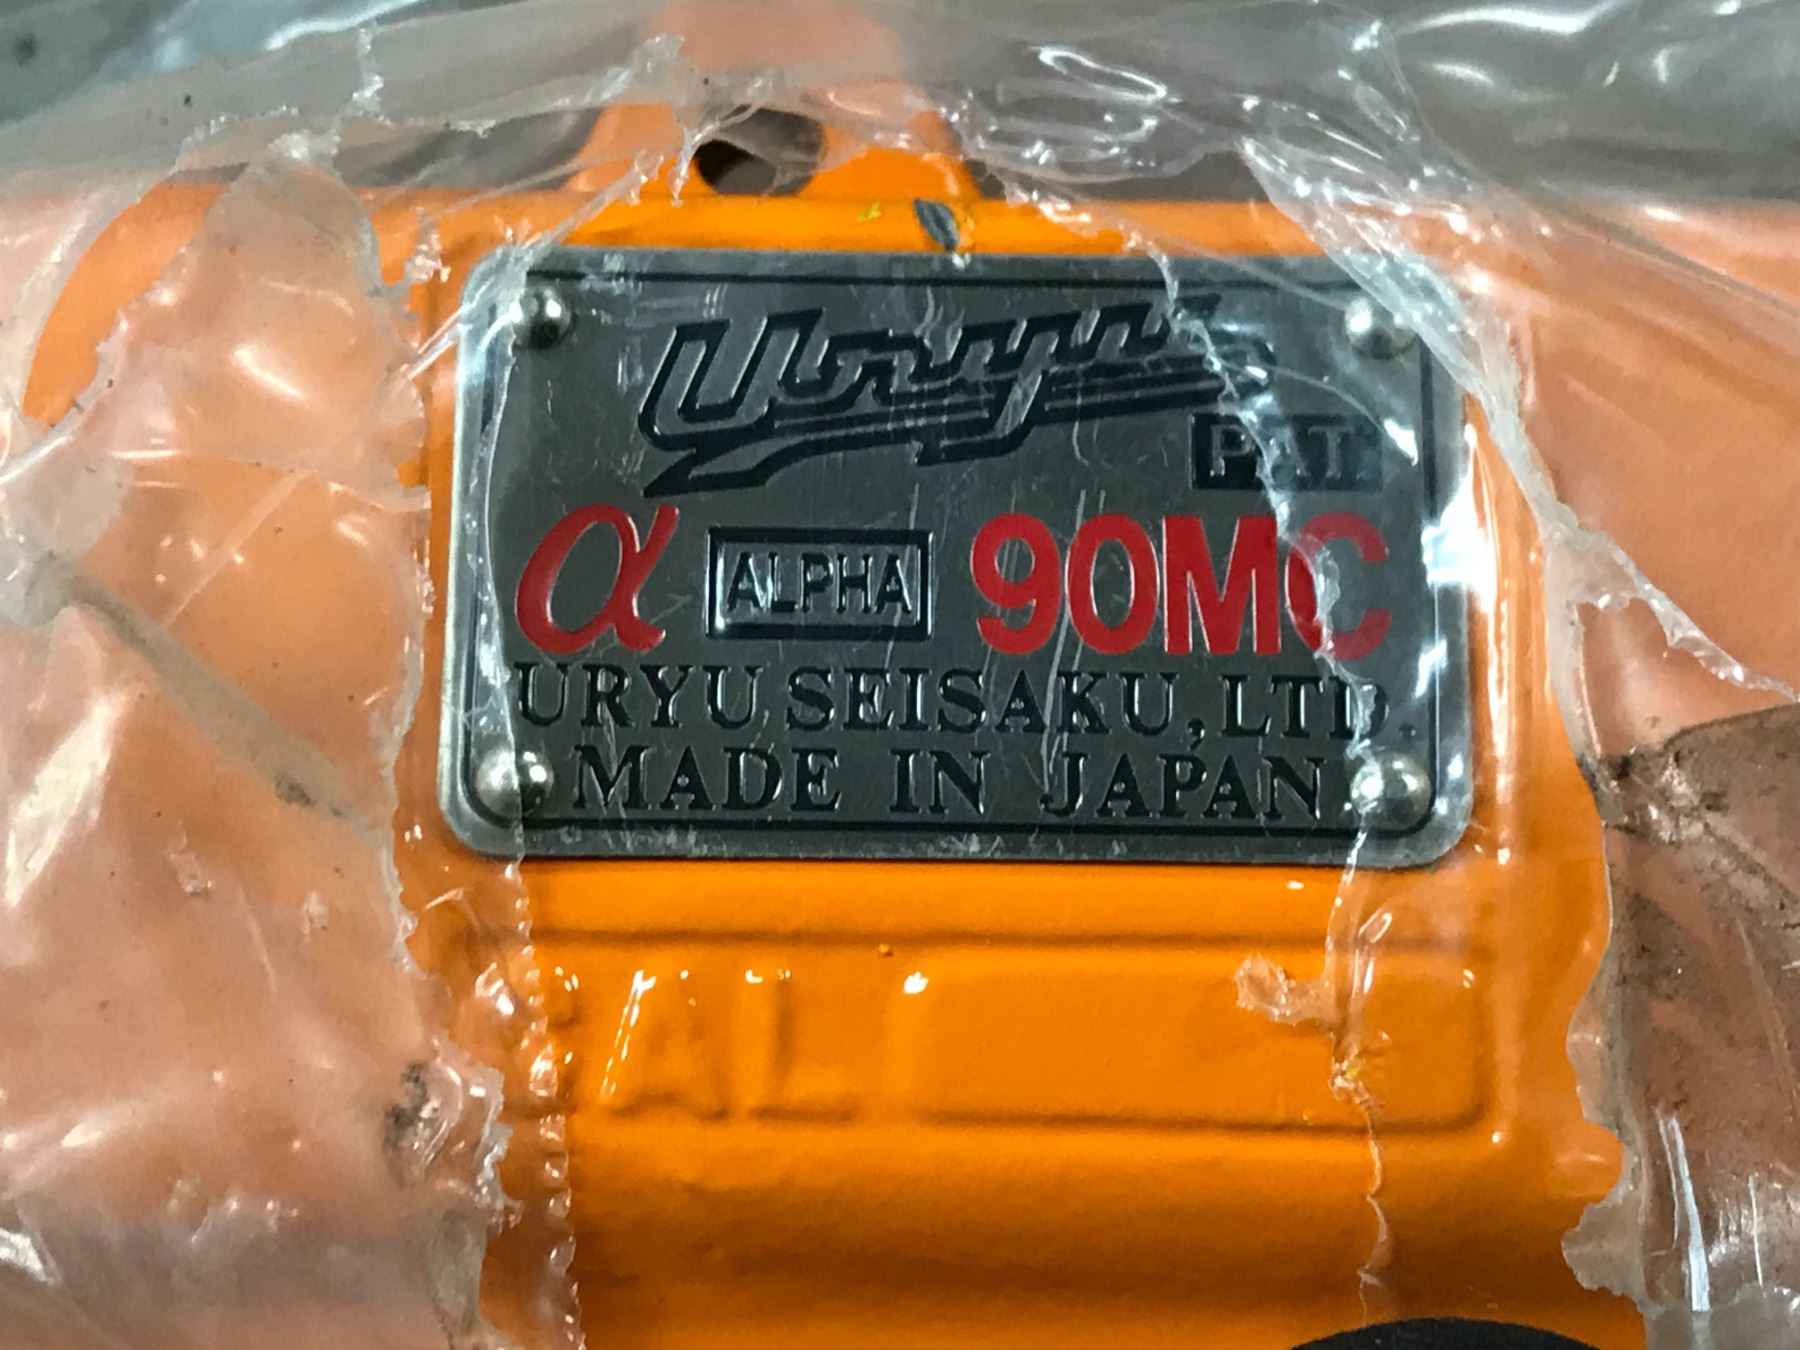 Uryu
PAT.
α ALPHA 90MC
URYU SEISAKU, LTD.
MADE IN JAPAN.